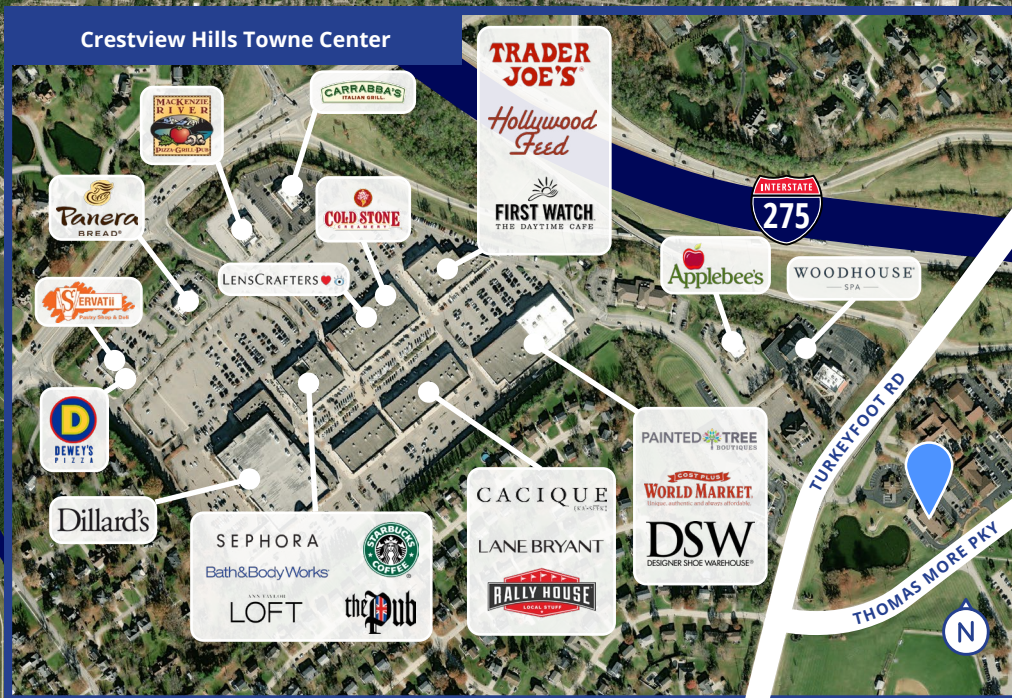 Crestview Hills Towne Center
MACKENZIE
RIVER
PIZZA·GRILL·PUB
CARRABBA'S
ITALIAN GRILL.
TRADER
JOE'S®
Hollywood
Feed
FIRST WATCH
THE DAYTIME CAFE
Panera
BREAD®
COLD STONE
CREAMERY
LENSCRAFTERS
INTERSTATE
275
Applebee's
WOODHOUSE®
SPA
SERVATII
Pastry Shop & Deli
D
DEWEY'S
PIZZA
Dillard's
SEPHORA
STARBUCKS
COFFEE
Bath&Body Works
ANN TAYLOR
LOFT
the Pub
CACIQUE
LANE BRYANT
RALLY HOUSE
LOCAL STUFF
PAINTED TREE
BOUTIQUES
COST PLUS
WORLD MARKET.
Unique, authentic and always affordable.
DSW
DESIGNER SHOE WAREHOUSE®
TURKEYFOOT RD
THOMAS MORE PKY
N